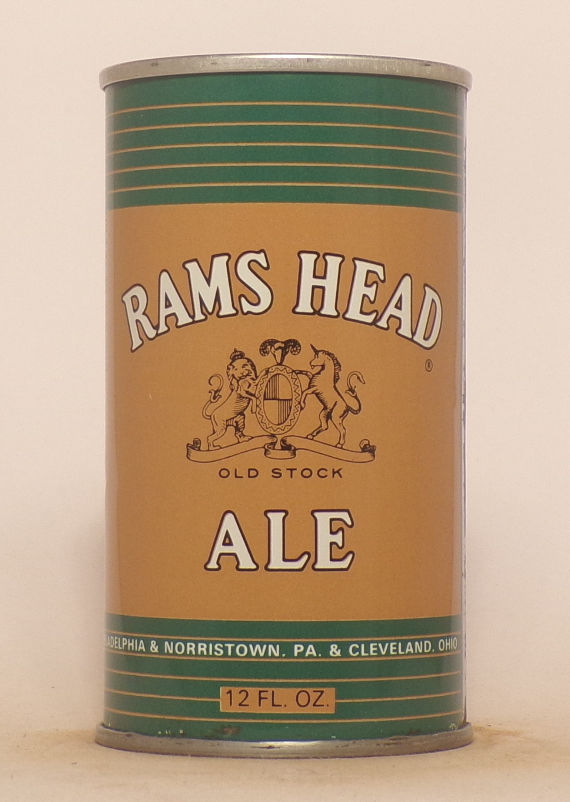 RAMS HEAD
®
OLD STOCK
ALE
& NORRISTOWN, PA. & CLEVELAND, OHIO
12 FL. OZ.